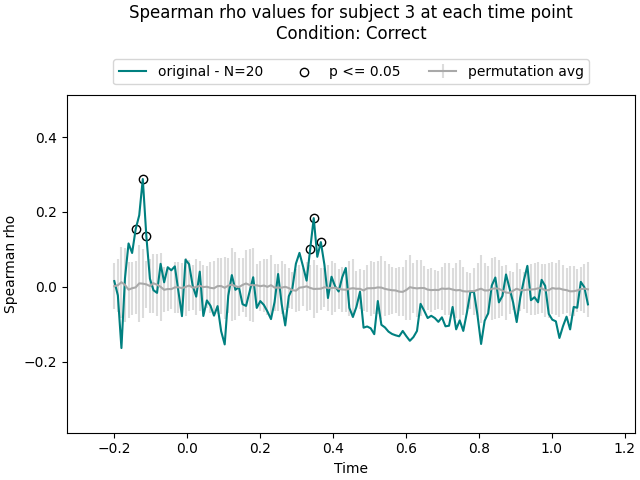 Spearman rho values for subject 3 at each time point
Condition: Correct
original - N=20
p <= 0.05
permutation avg
Spearman rho
0.4
0.2
0.0
−0.2
−0.2
0.0
0.2
0.4
0.6
0.8
1.0
1.2
Time